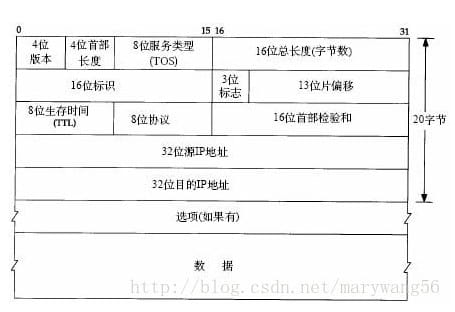 0 15 16 31
4位版本 4位首部长度 8位服务类型(TOS) 16位总长度(字节数)
16位标识 3位标志 13位片偏移
8位生存时间(TTL) 8位协议 16位首部检验和
20字节
32位源IP地址
32位目的IP地址
选项(如果有)
数 据
http://blog.csdn.net/marywang56